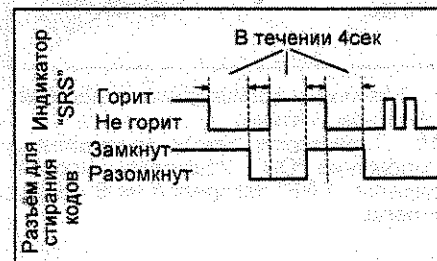 В течении 4сек
Индикатор
"SRS"
Горит
Не горит
Разъём для
стирания
кодов
Замкнут
Разомкнут